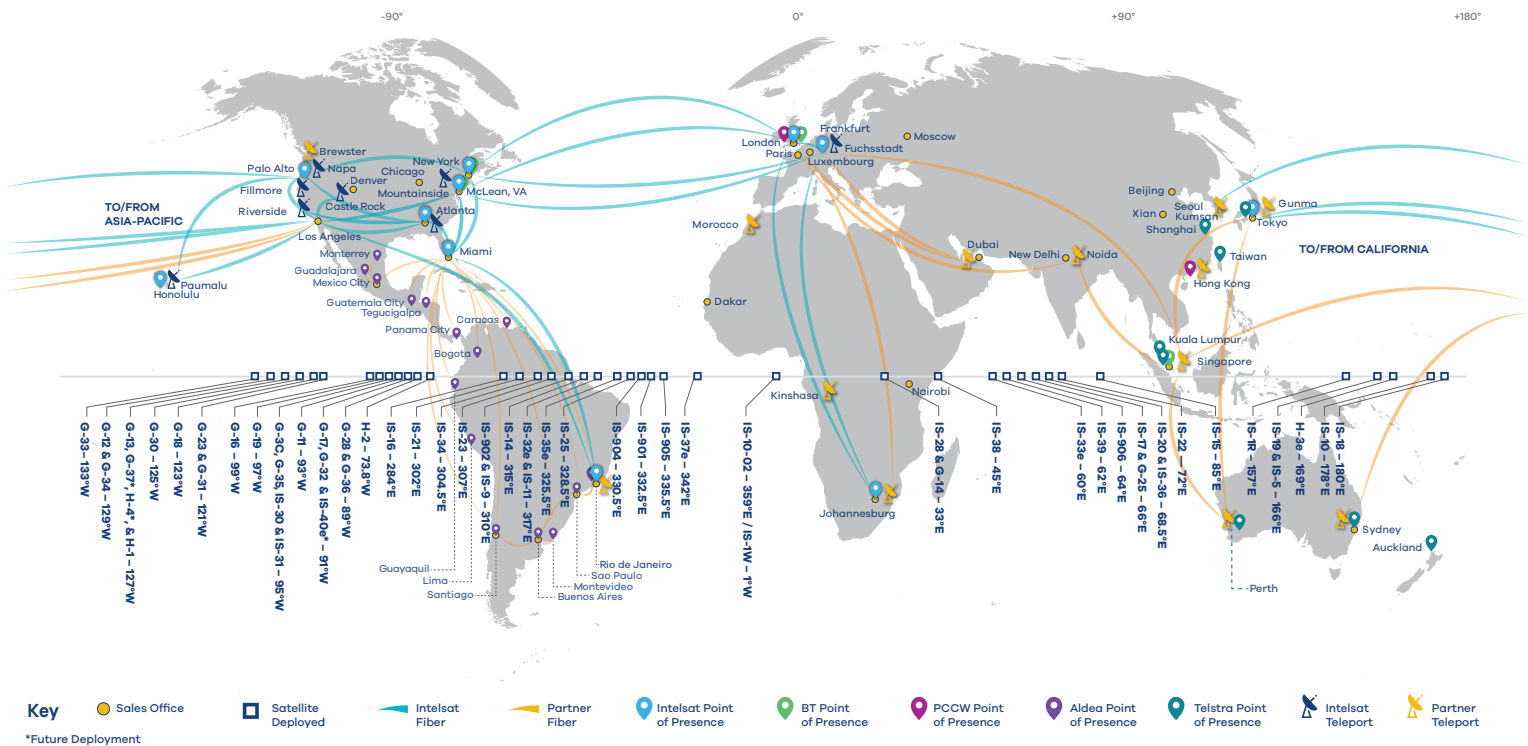 -90°
0°
+90°
+180°
Brewster
Palo Alto
Napa
Fillmore
Denver
Chicago
New York
Mountainside
McLean, VA
Riverside
Castle Rock
Atlanta
Los Angeles
TO/FROM
ASIA-PACIFIC
Miami
Monterrey
Guadalajara
Mexico City
Paumalu
Honolulu
Guatemala City
Tegucigalpa
Caracas
Panama City
Bogota
London
Frankfurt
Fuchsstadt
Paris
Luxembourg
Moscow
Morocco
Dakar
Dubai
New Delhi
Noida
Beijing
Xian
Seoul
Kumsan
Shanghai
Gunma
Tokyo
TO/FROM CALIFORNIA
Taiwan
Hong Kong
Kuala Lumpur
Singapore
Kinshasa
Nairobi
Johannesburg
Sydney
Auckland
Perth
G-33 – 133°W
G-12 & G-34 – 129°W
G-13, G-37*, H-4*, & H-1 – 127°W
G-30 – 125°W
G-18 – 123°W
G-23 & G-31 – 121°W
G-16 – 99°W
G-19 – 97°W
G-3C, G-35, IS-30 & IS-31 – 95°W
G-11 – 93°W
G-17, G-32 & IS-40e* – 91°W
G-28 & G-36 – 89°W
H-2 – 73.8°W
IS-16 – 284°E
IS-21 – 302°E
IS-34 – 304.5°E
IS-23 – 307°E
IS-902 & IS-9 – 310°E
IS-14 – 315°E
IS-32e & IS-11 – 317°E
IS-35e – 325.5°E
IS-25 – 328.5°E
IS-904 – 330.5°E
IS-901 – 332.5°E
IS-905 – 335.5°E
IS-37e – 342°E
IS-10-02 – 359°E / IS-1W – 1°W
IS-28 & G-14 – 33°E
IS-38 – 45°E
IS-33e – 60°E
IS-39 – 62°E
IS-906 – 64°E
IS-17 & G-25 – 66°E
IS-20 & IS-36 – 68.5°E
IS-22 – 72°E
IS-15 – 85°E
IS-1R – 157°E
IS-19 & IS-5 – 166°E
H-3e – 169°E
IS-10 – 178°E
IS-18 – 180°E
Guayaquil
Lima
Santiago
Rio de Janeiro
Sao Paulo
Montevideo
Buenos Aires
Key
Sales Office
Satellite
Deployed
Intelsat
Fiber
Partner
Fiber
Intelsat Point
of Presence
BT Point
of Presence
PCCW Point
of Presence
Aldea Point
of Presence
Telstra Point
of Presence
Intelsat
Teleport
Partner
Teleport
*Future Deployment